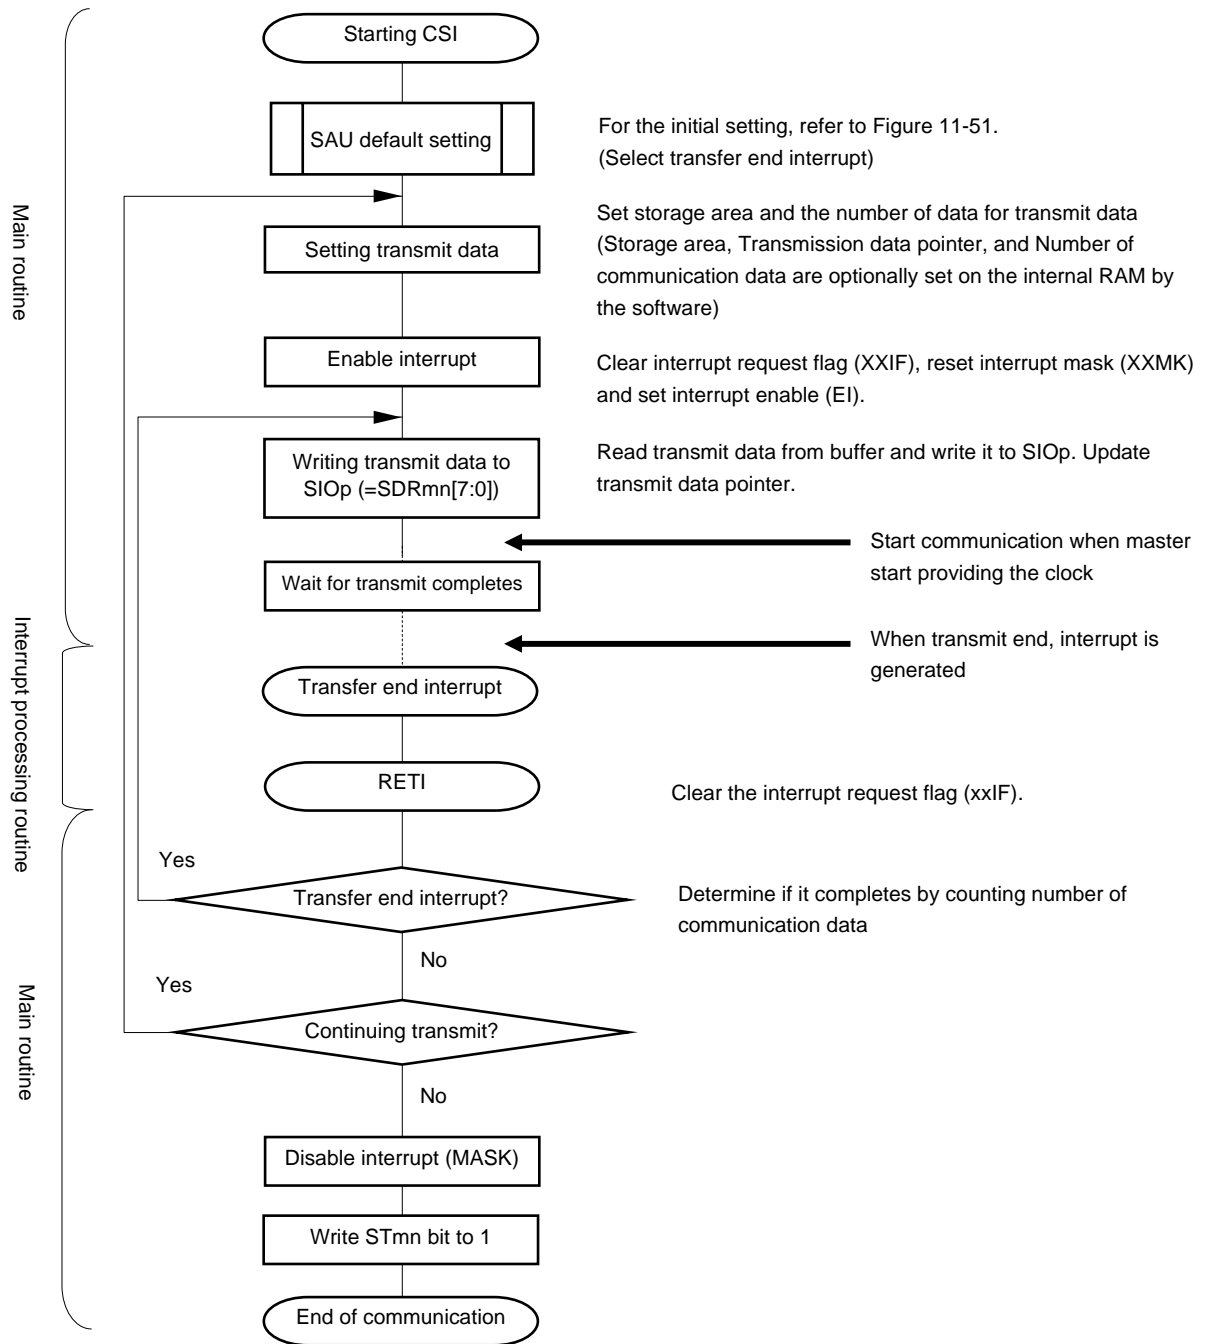 Starting CSI
SAU default setting
For the initial setting, refer to Figure 11-51.
(Select transfer end interrupt)
Main routine
Setting transmit data
Set storage area and the number of data for transmit data
(Storage area, Transmission data pointer, and Number of
communication data are optionally set on the internal RAM by
the software)
Enable interrupt
Clear interrupt request flag (XXIF), reset interrupt mask (XXMK)
and set interrupt enable (EI).
Writing transmit data to
SIOp (=SDRmn[7:0])
Read transmit data from buffer and write it to SIOp. Update
transmit data pointer.
Start communication when master
start providing the clock
Wait for transmit completes
When transmit end, interrupt is
generated
Interrupt processing routine
Transfer end interrupt
RETI
Clear the interrupt request flag (xxIF).
Yes
Transfer end interrupt?
Determine if it completes by counting number of
communication data
No
Yes
Continuing transmit?
Main routine
No
Disable interrupt (MASK)
Write STmn bit to 1
End of communication